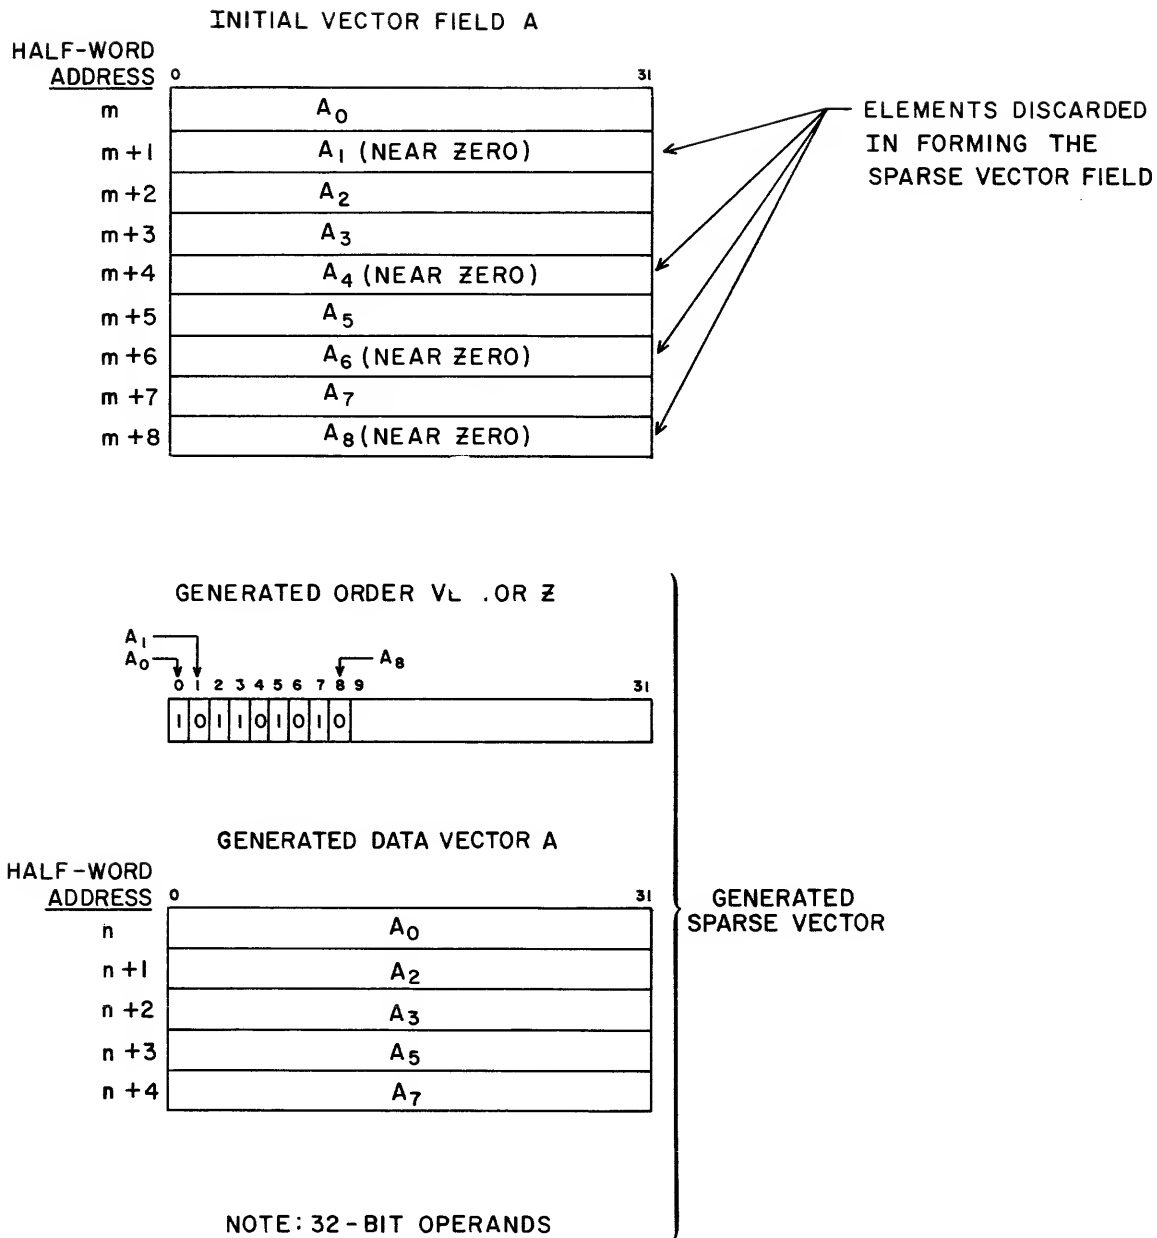 INITIAL VECTOR FIELD A
HALF-WORD
ADDRESS 0 31
m A0
m+1 A1 (NEAR ZERO)
m+2 A2
m+3 A3
m+4 A4 (NEAR ZERO)
m+5 A5
m+6 A6 (NEAR ZERO)
m+7 A7
m+8 A8 (NEAR ZERO)
ELEMENTS DISCARDED
IN FORMING THE
SPARSE VECTOR FIELD
GENERATED ORDER Z
A1
A0 A8
0 1 2 3 4 5 6 7 8 9 31
1 0 1 1 0 1 0 1 0
GENERATED DATA VECTOR A
HALF-WORD
ADDRESS 0 31
n A0
n+1 A2
n+2 A3
n+3 A5
n+4 A7
GENERATED
SPARSE VECTOR
NOTE: 32-BIT OPERANDS